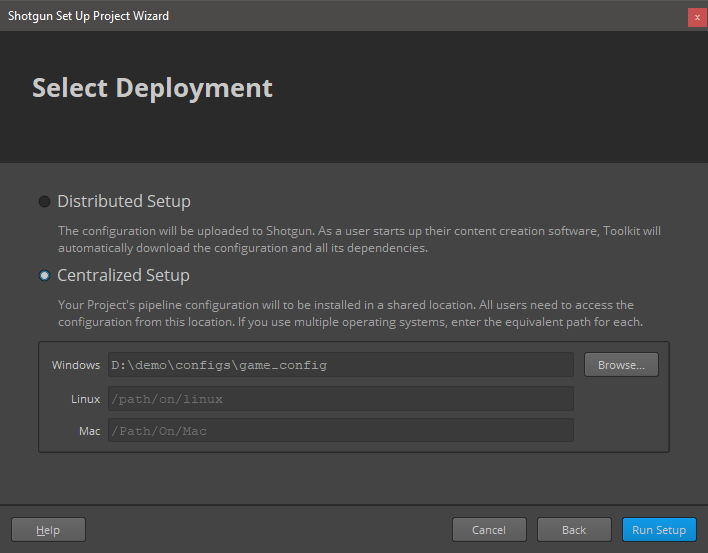 Shotgun Set Up Project Wizard
x
Select Deployment
Distributed Setup
The configuration will be uploaded to Shotgun. As a user starts up their content creation software, Toolkit will
automatically download the configuration and all its dependencies.
Centralized Setup
Your Project's pipeline configuration will to be installed in a shared location. All users need to access the
configuration from this location. If you use multiple operating systems, enter the equivalent path for each.
Windows D:\demo\configs\game_config Browse...
Linux /path/on/linux
Mac /Path/On/Mac
Help Cancel Back Run Setup